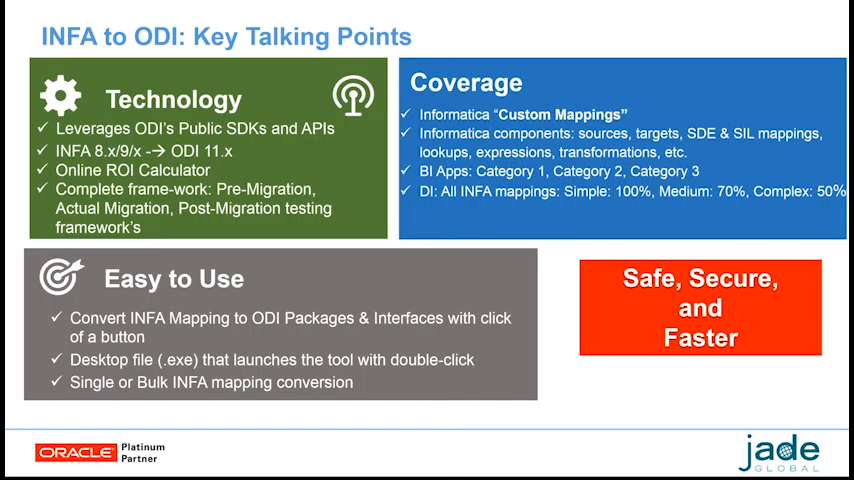 INFA to ODI: Key Talking Points
Technology
✓ Leverages ODI's Public SDKs and APIs
✓ INFA 8.x/9/x -→ ODI 11.x
✓ Online ROI Calculator
✓ Complete frame-work: Pre-Migration,
Actual Migration, Post-Migration testing
framework's
Coverage
✓ Informatica "Custom Mappings"
✓ Informatica components: sources, targets, SDE & SIL mappings,
lookups, expressions, transformations, etc.
✓ BI Apps: Category 1, Category 2, Category 3
✓ DI: All INFA mappings: Simple: 100%, Medium: 70%, Complex: 50%
Easy to Use
✓ Convert INFA Mapping to ODI Packages & Interfaces with click
of a button
✓ Desktop file (.exe) that launches the tool with double-click
✓ Single or Bulk INFA mapping conversion
Safe, Secure,
and
Faster
ORACLE Platinum
Partner
jade
GLOBAL